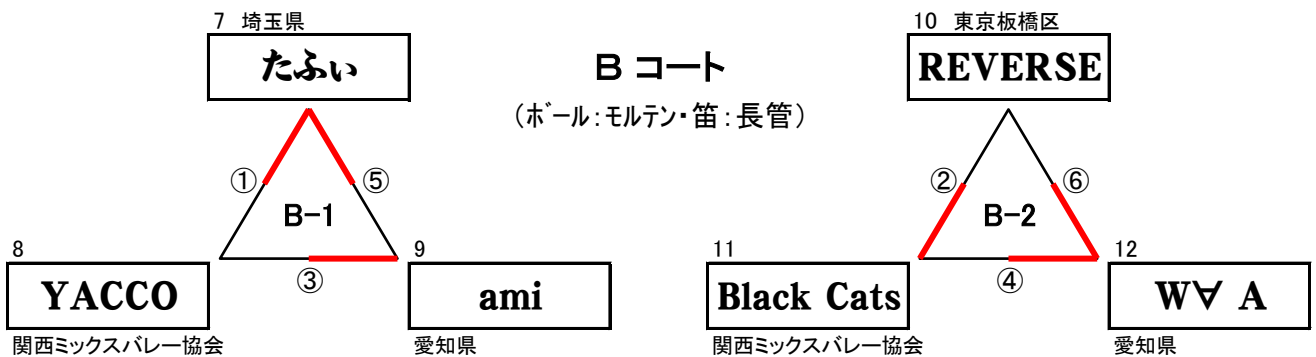 7 埼玉県
たふぃ
Bコート
(ボール:モルテン・笛:長管)
10 東京板橋区
REVERSE
①
⑤
B-1
②
⑥
B-2
8
YACCO
関西ミックスバレー協会
③
9
ami
愛知県
11
Black Cats
関西ミックスバレー協会
④
12
W∀ A
愛知県